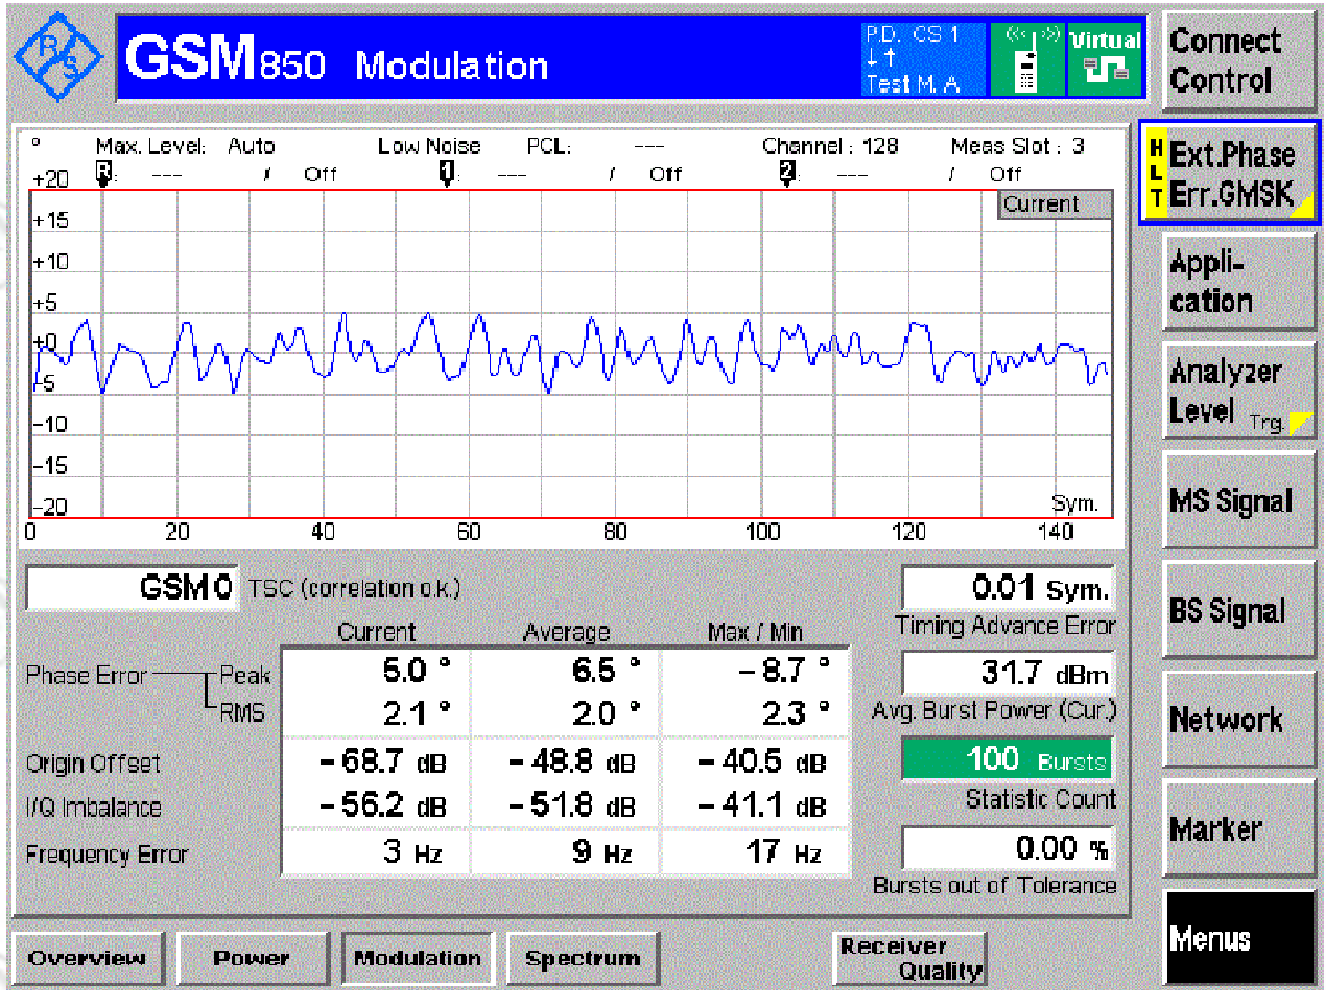 R S
GSM850 Modulation
P.D. CS 1
Test M. A.
Virtual
Connect
Control
° Max. Level: Auto Low Noise PCL: --- Channel : 128 Meas Slot : 3
R : --- / Off 1 : --- / Off 2 : --- / Off
HLT
Ext.Phase
Err.GMSK
Current
+20
+15
+10
+5
+0
-5
-10
-15
-20
Sym.
0 20 40 60 80 100 120 140
Appli-
cation
Analyzer
Level Trg.
MS Signal
BS Signal
Network
Marker
Menus
GSM 0 TSC (correlation o.k.)
0.01 Sym.
Timing Advance Error
Current Average Max / Min
Phase Error Peak 5.0 ° 6.5 ° -8.7 °
RMS 2.1 ° 2.0 ° 2.3 °
31.7 dBm
Avg. Burst Power (Cur.)
Origin Offset -68.7 dB -48.8 dB -40.5 dB
I/Q Imbalance -56.2 dB -51.8 dB -41.1 dB
Frequency Error 3 Hz 9 Hz 17 Hz
100 Bursts
Statistic Count
0.00 %
Bursts out of Tolerance
Overview Power Modulation Spectrum
Receiver
Quality